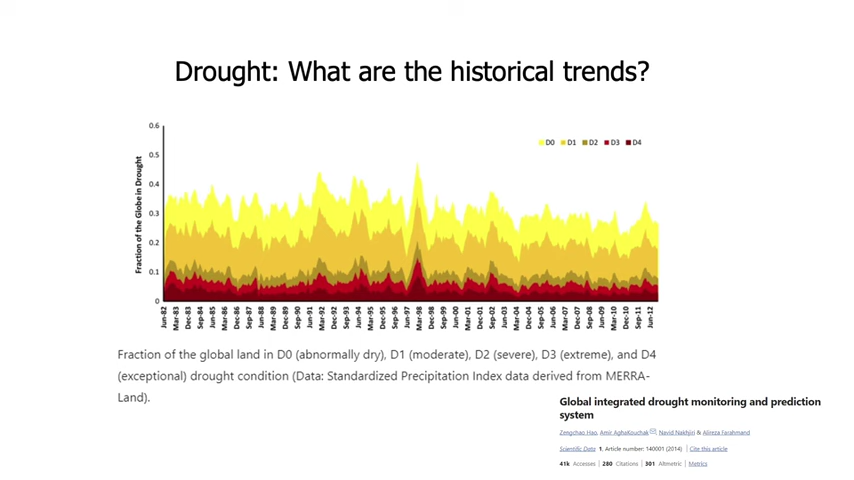 Drought: What are the historical trends?
0.6
0.5
0.4
0.3
0.2
0.1
0
Fraction of the Globe in Drought
D0 D1 D2 D3 D4
Jun-82 Mar-83 Dec-83 Sep-84 Jun-85 Mar-86 Dec-86 Sep-87 Jun-88 Mar-89 Dec-89 Sep-90 Jun-91 Mar-92 Dec-92 Sep-93 Jun-94 Mar-95 Dec-95 Sep-96 Jun-97 Mar-98 Dec-98 Sep-99 Jun-00 Mar-01 Dec-01 Sep-02 Jun-03 Mar-04 Dec-04 Sep-05 Jun-06 Mar-07 Dec-07 Sep-08 Jun-09 Mar-10 Dec-10 Sep-11 Jun-12
Fraction of the global land in D0 (abnormally dry), D1 (moderate), D2 (severe), D3 (extreme), and D4
(exceptional) drought condition (Data: Standardized Precipitation Index data derived from MERRA-
Land).
Global integrated drought monitoring and prediction
system
Zengchao Hao, Amir AghaKouchak, Navid Nakhjiri & Alireza Farahmand
Scientific Data 1, Article number: 140001 (2014) | Cite this article
41k Accesses | 280 Citations | 301 Altmetric | Metrics